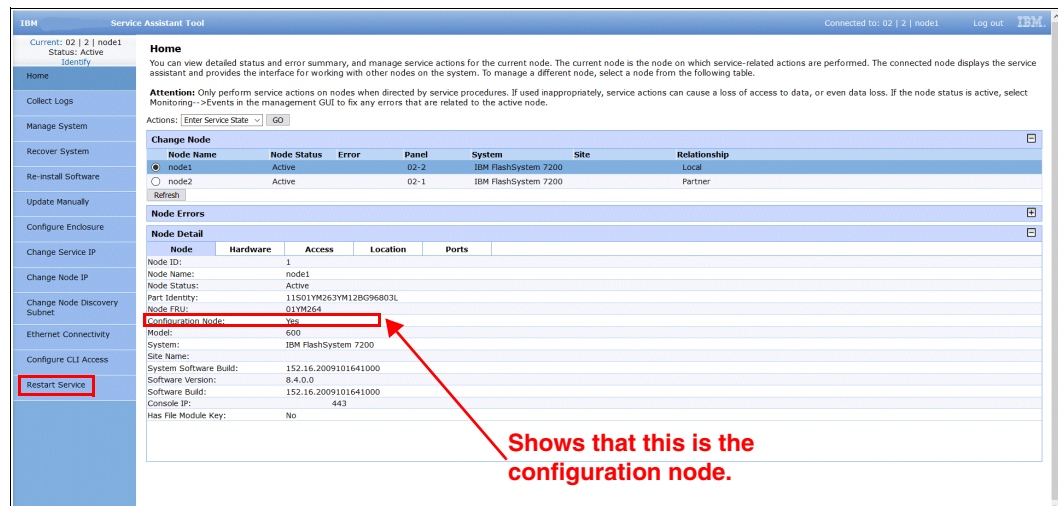 IBM Service Assistant Tool Connected to: 02 | 2 | node1 Log out IBM.
Current: 02 | 2 | node1
Status: Active
Identify
Home
Collect Logs
Manage System
Recover System
Re-install Software
Update Manually
Configure Enclosure
Change Service IP
Change Node IP
Change Node Discovery
Subnet
Ethernet Connectivity
Configure CLI Access
Restart Service
Home
You can view detailed status and error summary, and manage service actions for the current node. The current node is the node on which service-related actions are performed. The connected node displays the service
assistant and provides the interface for working with other nodes on the system. To manage a different node, select a node from the following table.
Attention: Only perform service actions on nodes when directed by service procedures. If used inappropriately, service actions can cause a loss of access to data, or even data loss. If the node status is active, select
Monitoring-->Events in the management GUI to fix any errors that are related to the active node.
Actions: Enter Service State GO
Change Node
Node Name Node Status Error Panel System Site Relationship
node1 Active 02-2 IBM FlashSystem 7200 Local
node2 Active 02-1 IBM FlashSystem 7200 Partner
Refresh
Node Errors
Node Detail
Node Hardware Access Location Ports
Node ID: 1
Node Name: node1
Node Status: Active
Part Identity: 11S01YM263YM12BG96803L
Node FRU: 01YM264
Configuration Node: Yes
Model: 600
System: IBM FlashSystem 7200
Site Name:
System Software Build: 152.16.2009101641000
Software Version: 8.4.0.0
Software Build: 152.16.2009101641000
Console IP: 443
Has File Module Key: No
Shows that this is the
configuration node.